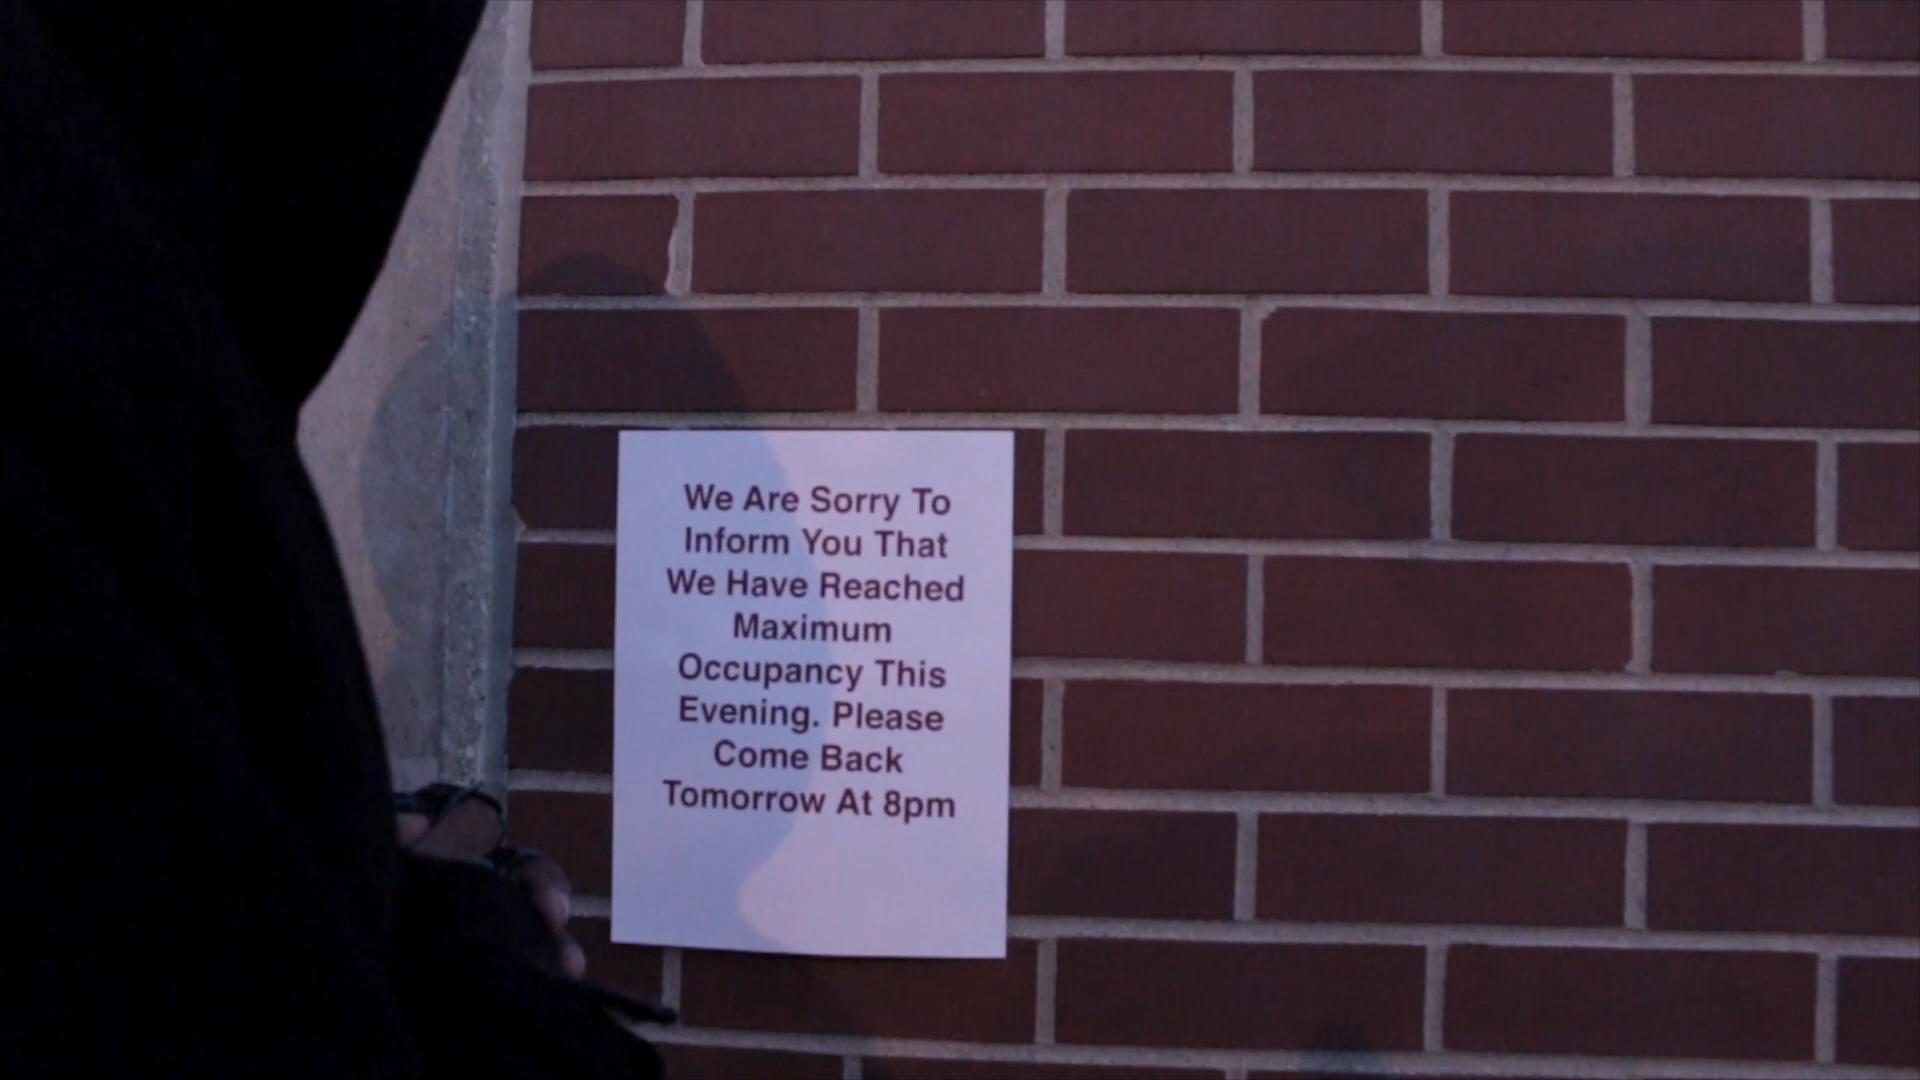 We Are Sorry To
Inform You That
We Have Reached
Maximum
Occupancy This
Evening. Please
Come Back
Tomorrow At 8pm